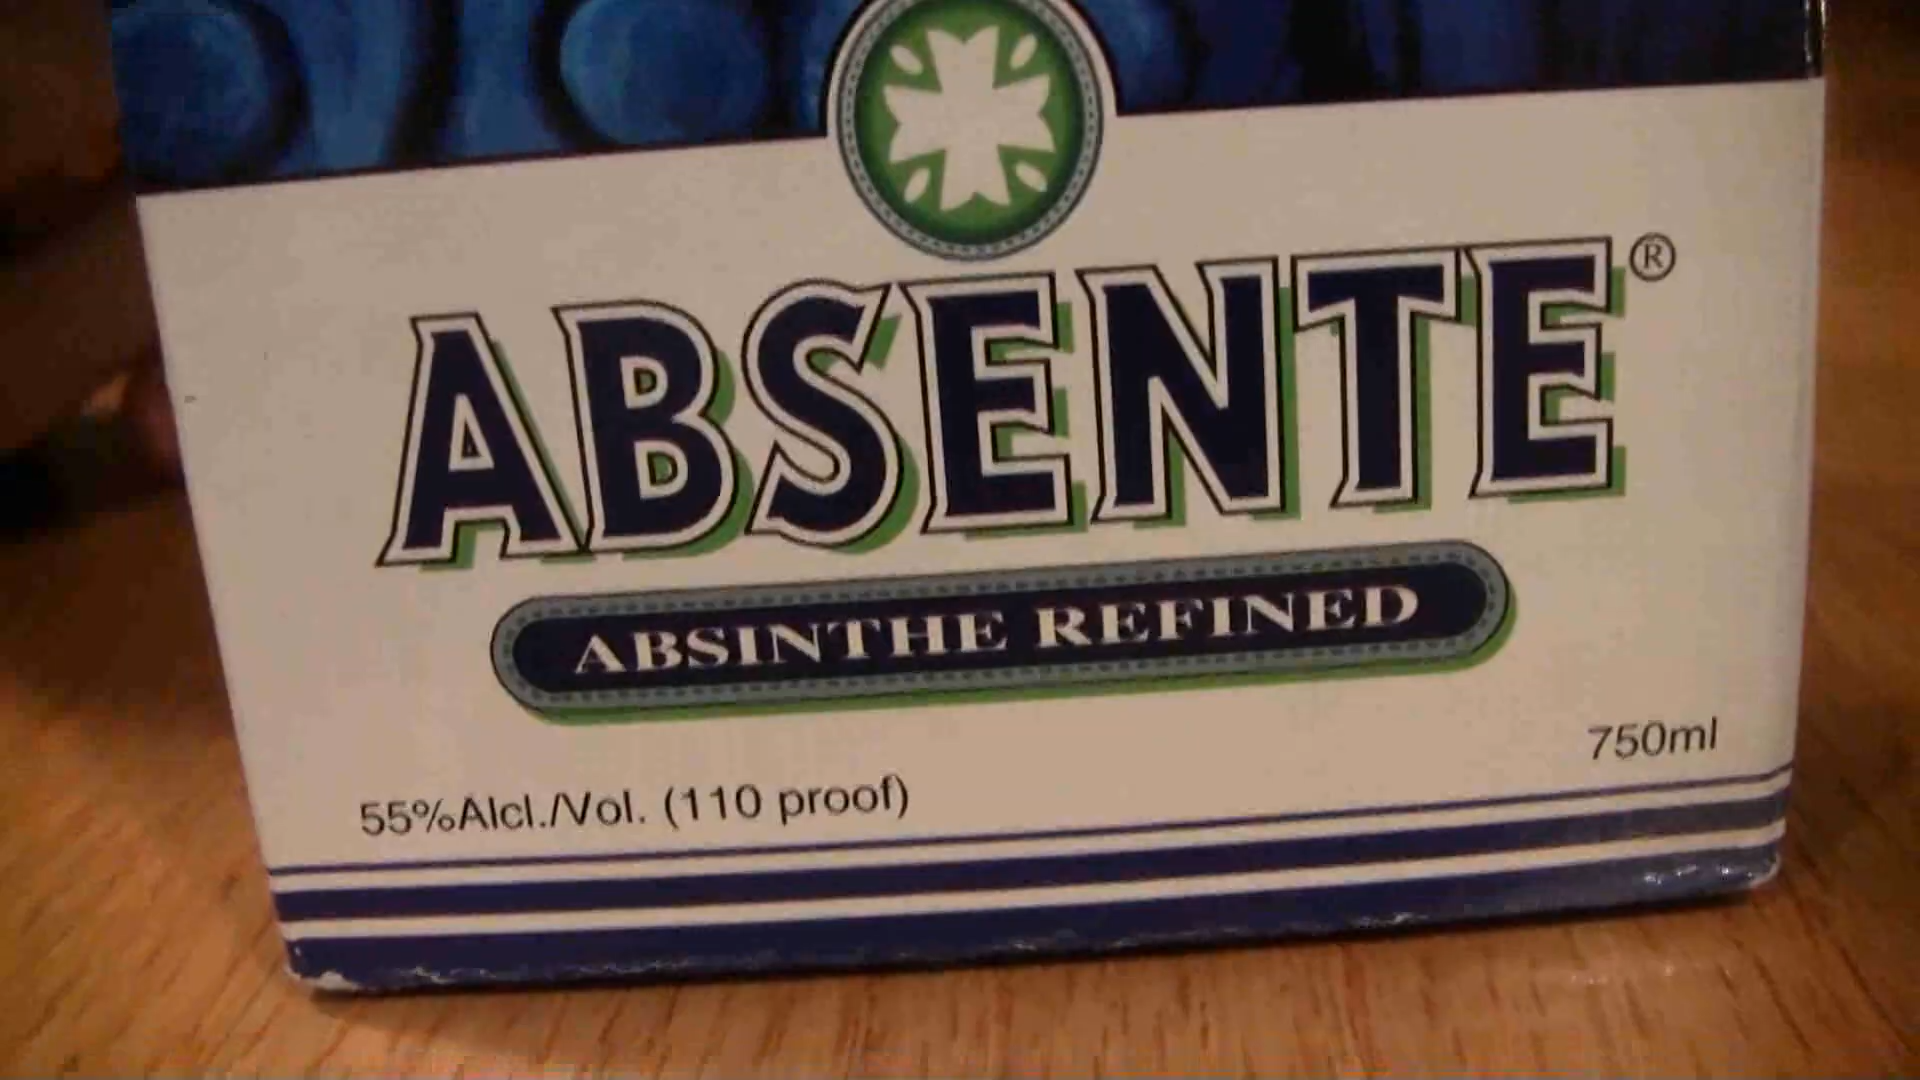 ABSENTE®
ABSINTHE REFINED
750ml
55%Alcl./Vol. (110 proof)